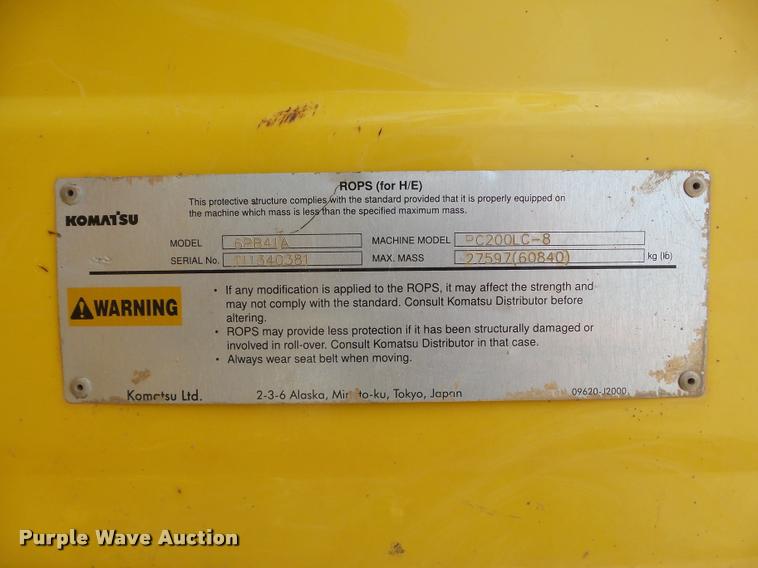 ROPS (for H/E)
This protective structure complies with the standard provided that it is properly equipped on
the machine which mass is less than the specified maximum mass.
KOMATSU
MODEL 6RB41A MACHINE MODEL PC200LC-8
SERIAL No. MAX. MASS 27597(60840) kg (lb)
WARNING
• If any modification is applied to the ROPS, it may affect the strength and
may not comply with the standard. Consult Komatsu Distributor before
altering.
• ROPS may provide less protection if it has been structurally damaged or
involved in roll-over. Consult Komatsu Distributor in that case.
• Always wear seat belt when moving.
Komatsu Ltd. 2-3-6 Alaska, Minato-ku, Tokyo, Japan 09620-J2000
Purple Wave Auction